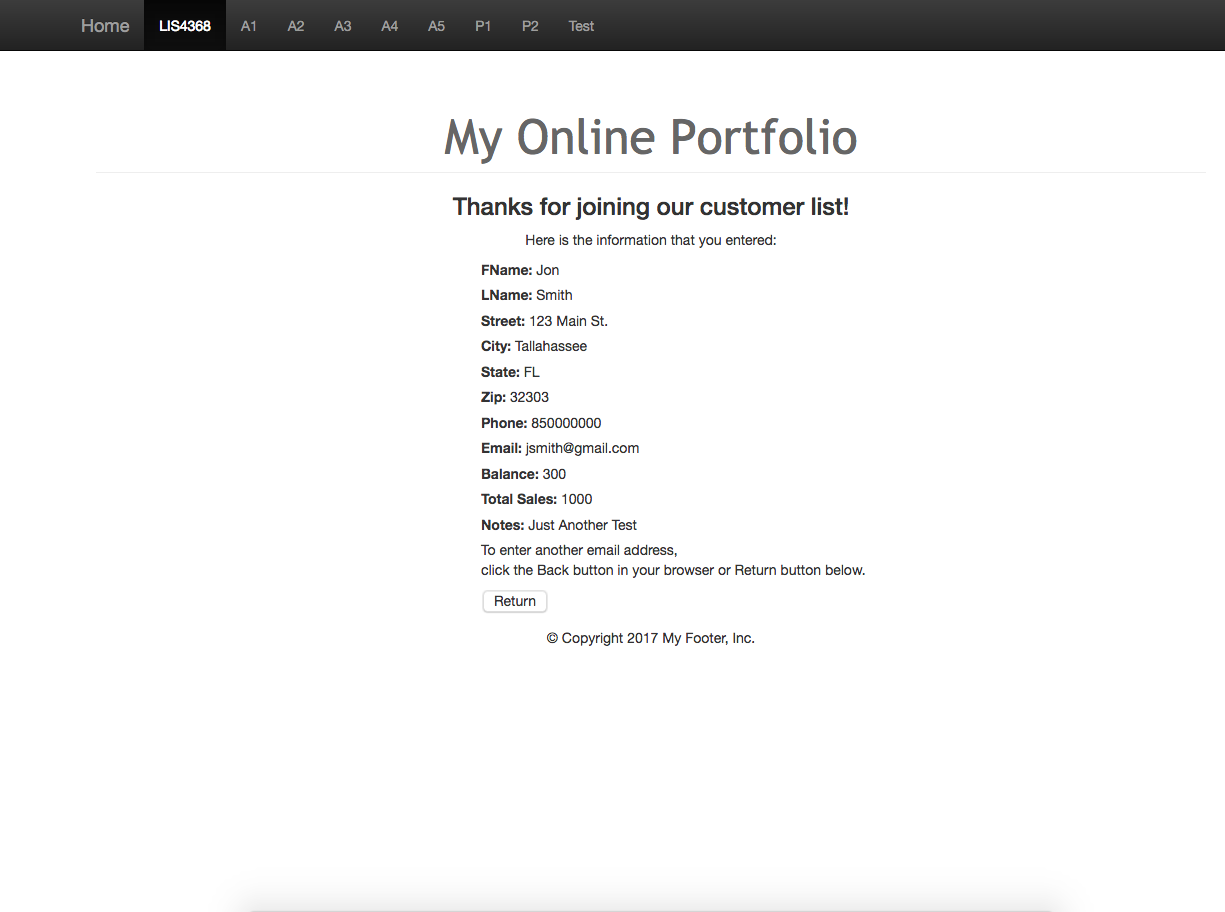 Home LIS4368 A1 A2 A3 A4 A5 P1 P2 Test
My Online Portfolio
Thanks for joining our customer list!
Here is the information that you entered:
FName: Jon
LName: Smith
Street: 123 Main St.
City: Tallahassee
State: FL
Zip: 32303
Phone: 850000000
Email: jsmith@gmail.com
Balance: 300
Total Sales: 1000
Notes: Just Another Test
To enter another email address,
click the Back button in your browser or Return button below.
Return
© Copyright 2017 My Footer, Inc.